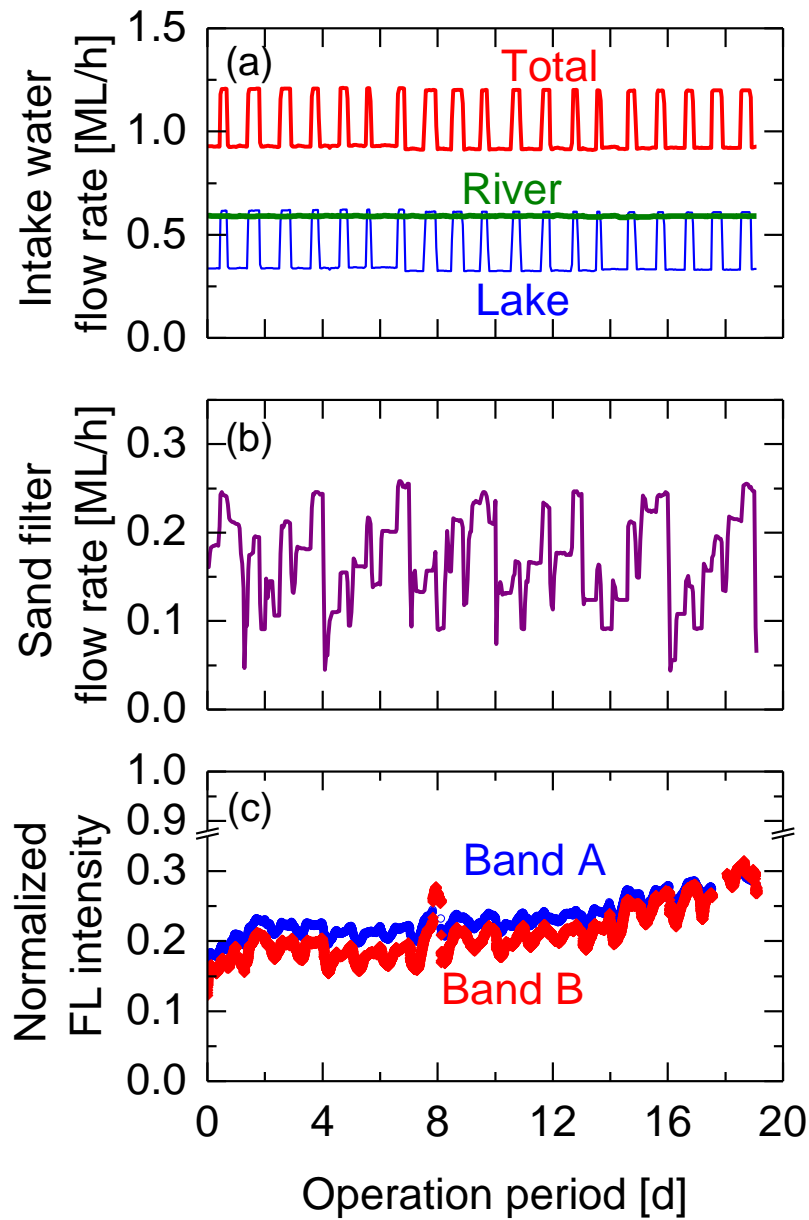 Intake water
flow rate [ML/h]
1.5
1.0
0.5
0.0
(a)
Total
River
Lake
Sand filter
flow rate [ML/h]
0.3
0.2
0.1
0.0
(b)
Normalized
FL intensity
1.0
0.9
0.3
0.2
0.1
0.0
(c)
Band A
Band B
0 4 8 12 16 20
Operation period [d]